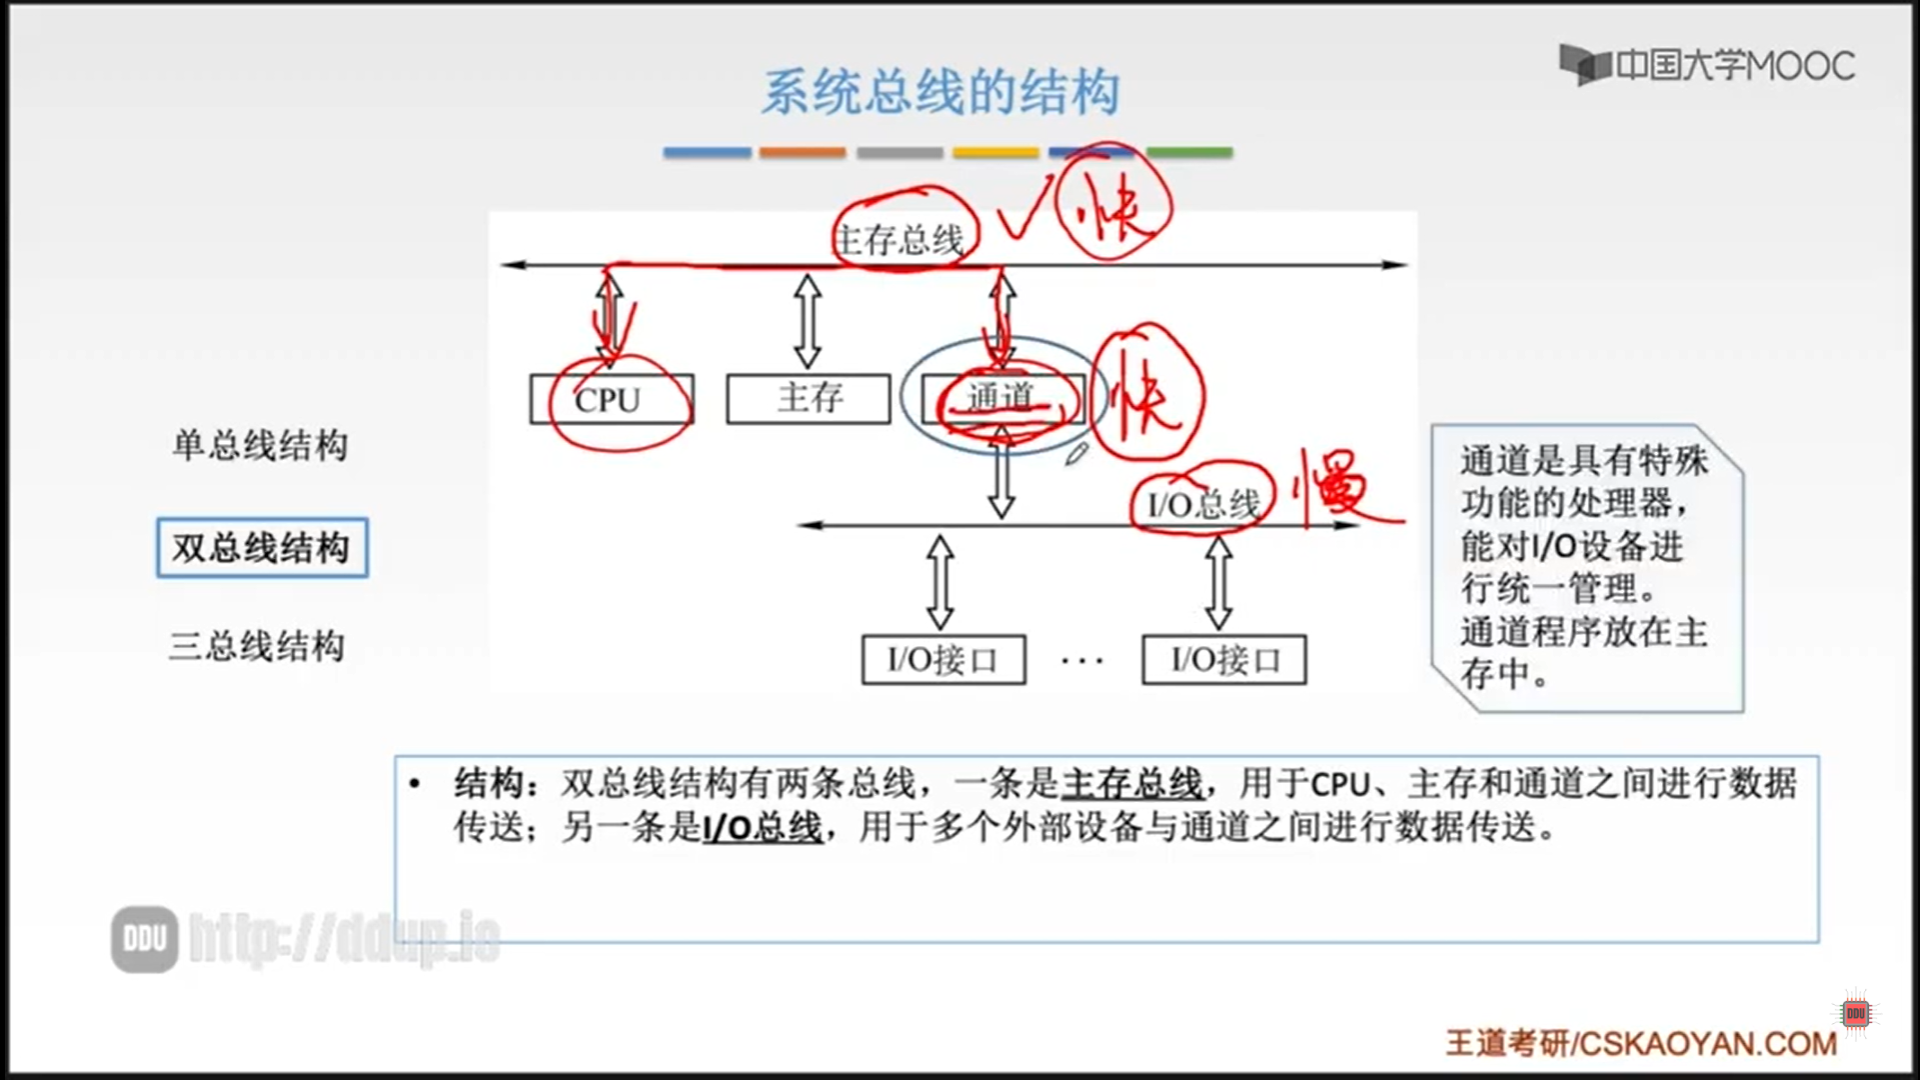 中国大学MOOC
系统总线的结构
主存总线
快
CPU
主存
通道
快
I/O总线
慢
I/O接口
···
I/O接口
单总线结构
双总线结构
三总线结构
通道是具有特殊
功能的处理器，
能对I/O设备进
行统一管理。
通道程序放在主
存中。
• 结构：双总线结构有两条总线，一条是主存总线，用于CPU、主存和通道之间进行数据
传送；另一条是I/O总线，用于多个外部设备与通道之间进行数据传送。
DDU http://ddup.io
DDU
王道考研/CSKAOYAN.COM